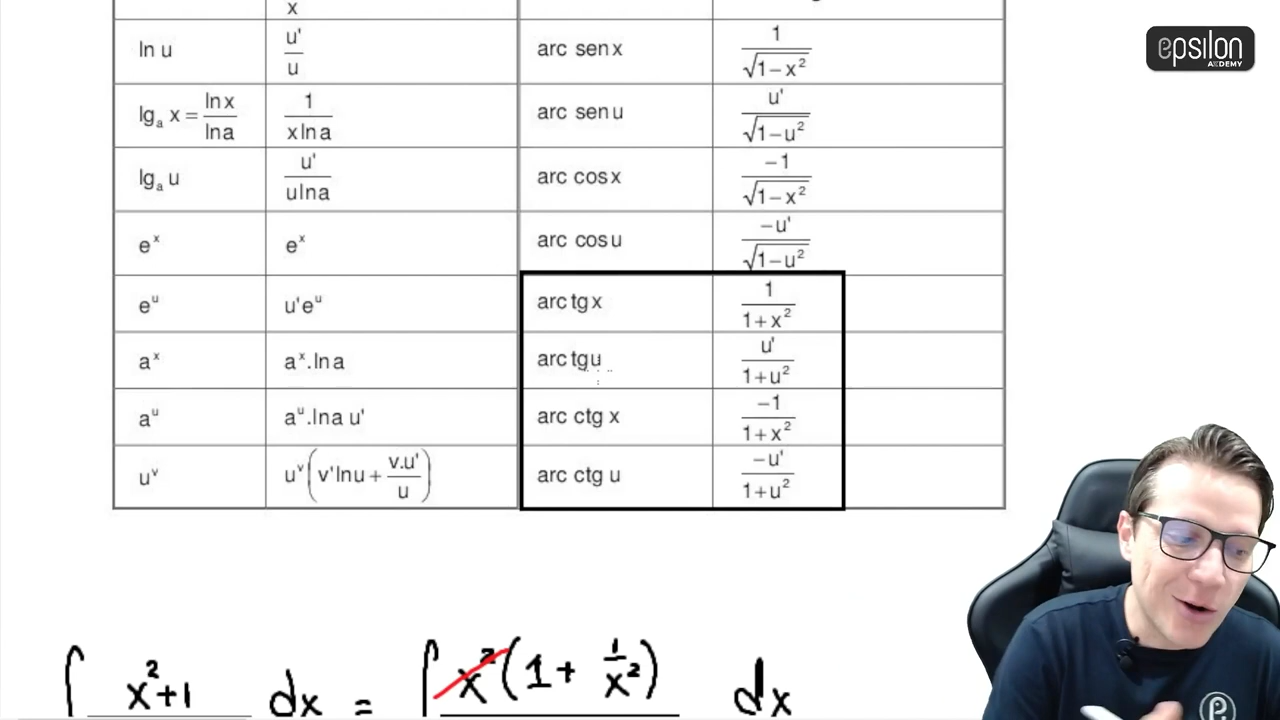 x
ln u u'/u arc sen x 1/√1−x²
lgₐ x = ln x/ln a 1/x ln a arc sen u u'/√1−u²
lgₐ u u'/u ln a arc cos x −1/√1−x²
eˣ eˣ arc cos u −u'/√1−u²
eᵘ u'eᵘ arc tg x 1/1+x²
aˣ aˣ.ln a arc tg u u'/1+u²
aᵘ aᵘ.ln a u' arc ctg x −1/1+x²
uᵛ uᵛ(v'ln u + v.u'/u) arc ctg u −u'/1+u²
∫ x²+1 dx = ∫ x²(1 + 1/x²) dx
epsilon
AXDEMY